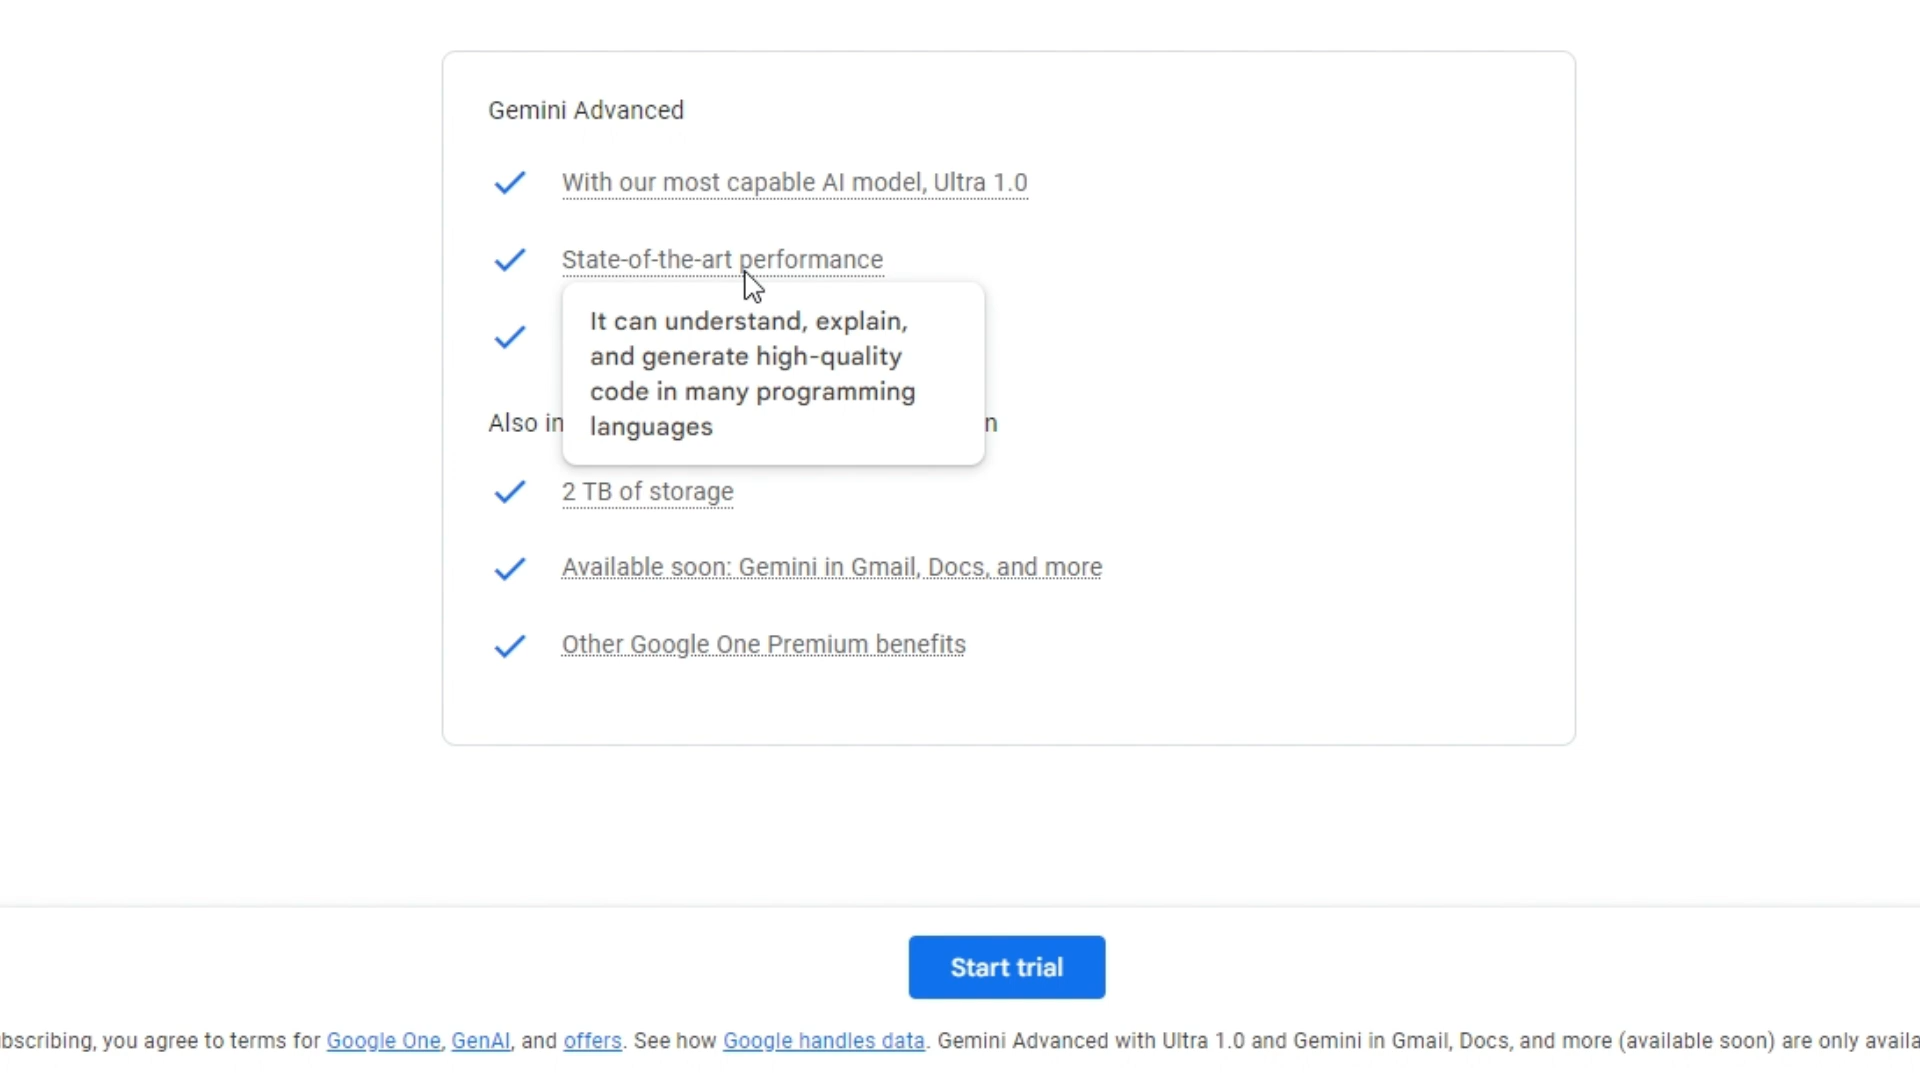 Gemini Advanced
With our most capable AI model, Ultra 1.0
State-of-the-art performance
It can understand, explain,
and generate high-quality
code in many programming
languages
Also
2 TB of storage
Available soon: Gemini in Gmail, Docs, and more
Other Google One Premium benefits
Start trial
you agree to terms for Google One, GenAI, and offers. See how Google handles data. Gemini Advanced with Ultra 1.0 and Gemini in Gmail, Docs, and more (available soon) are only